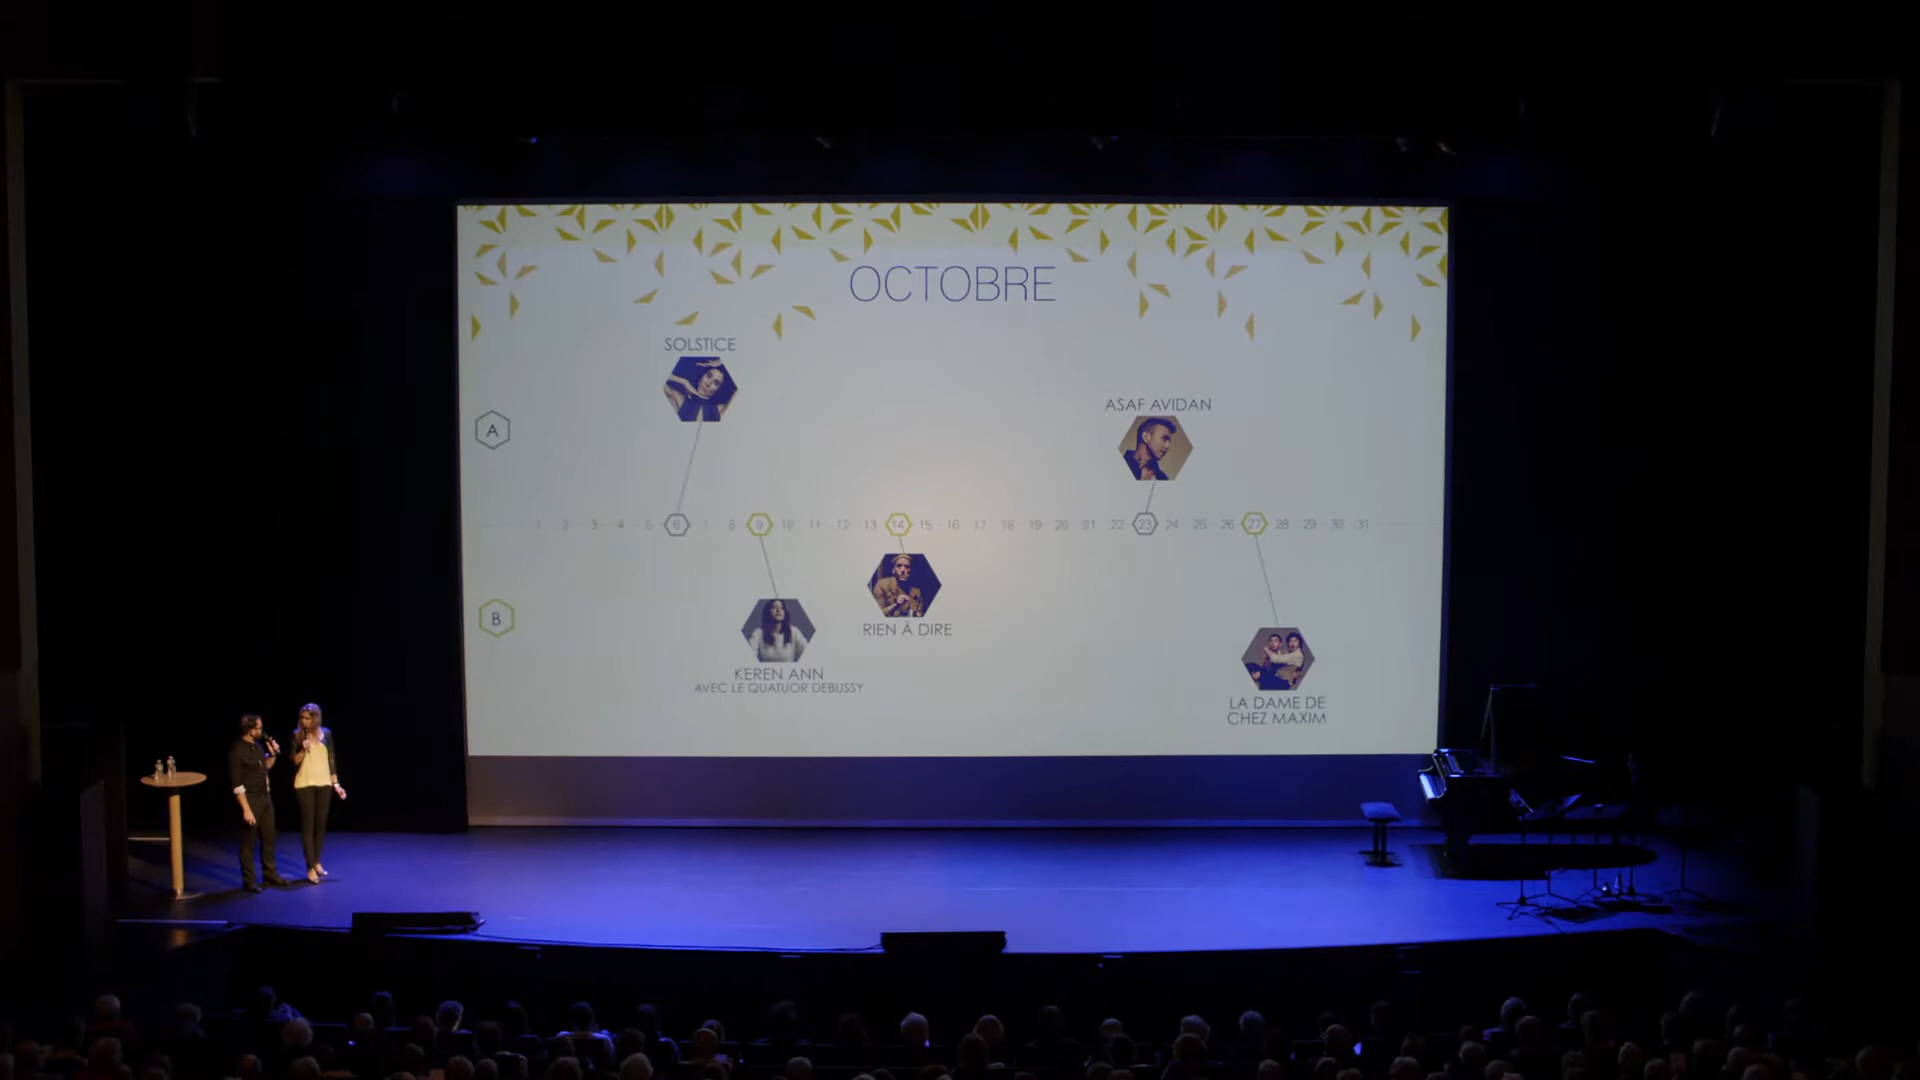 OCTOBRE
SOLSTICE
ASAF AVIDAN
A
1 2 3 4 5 6 7 8 9 10 11 12 13 14 15 16 17 18 19 20 21 22 23 24 25 26 27 28 29 30 31
B
RIEN À DIRE
KEREN ANN
AVEC LE QUATUOR DEBUSSY
LA DAME DE
CHEZ MAXIM